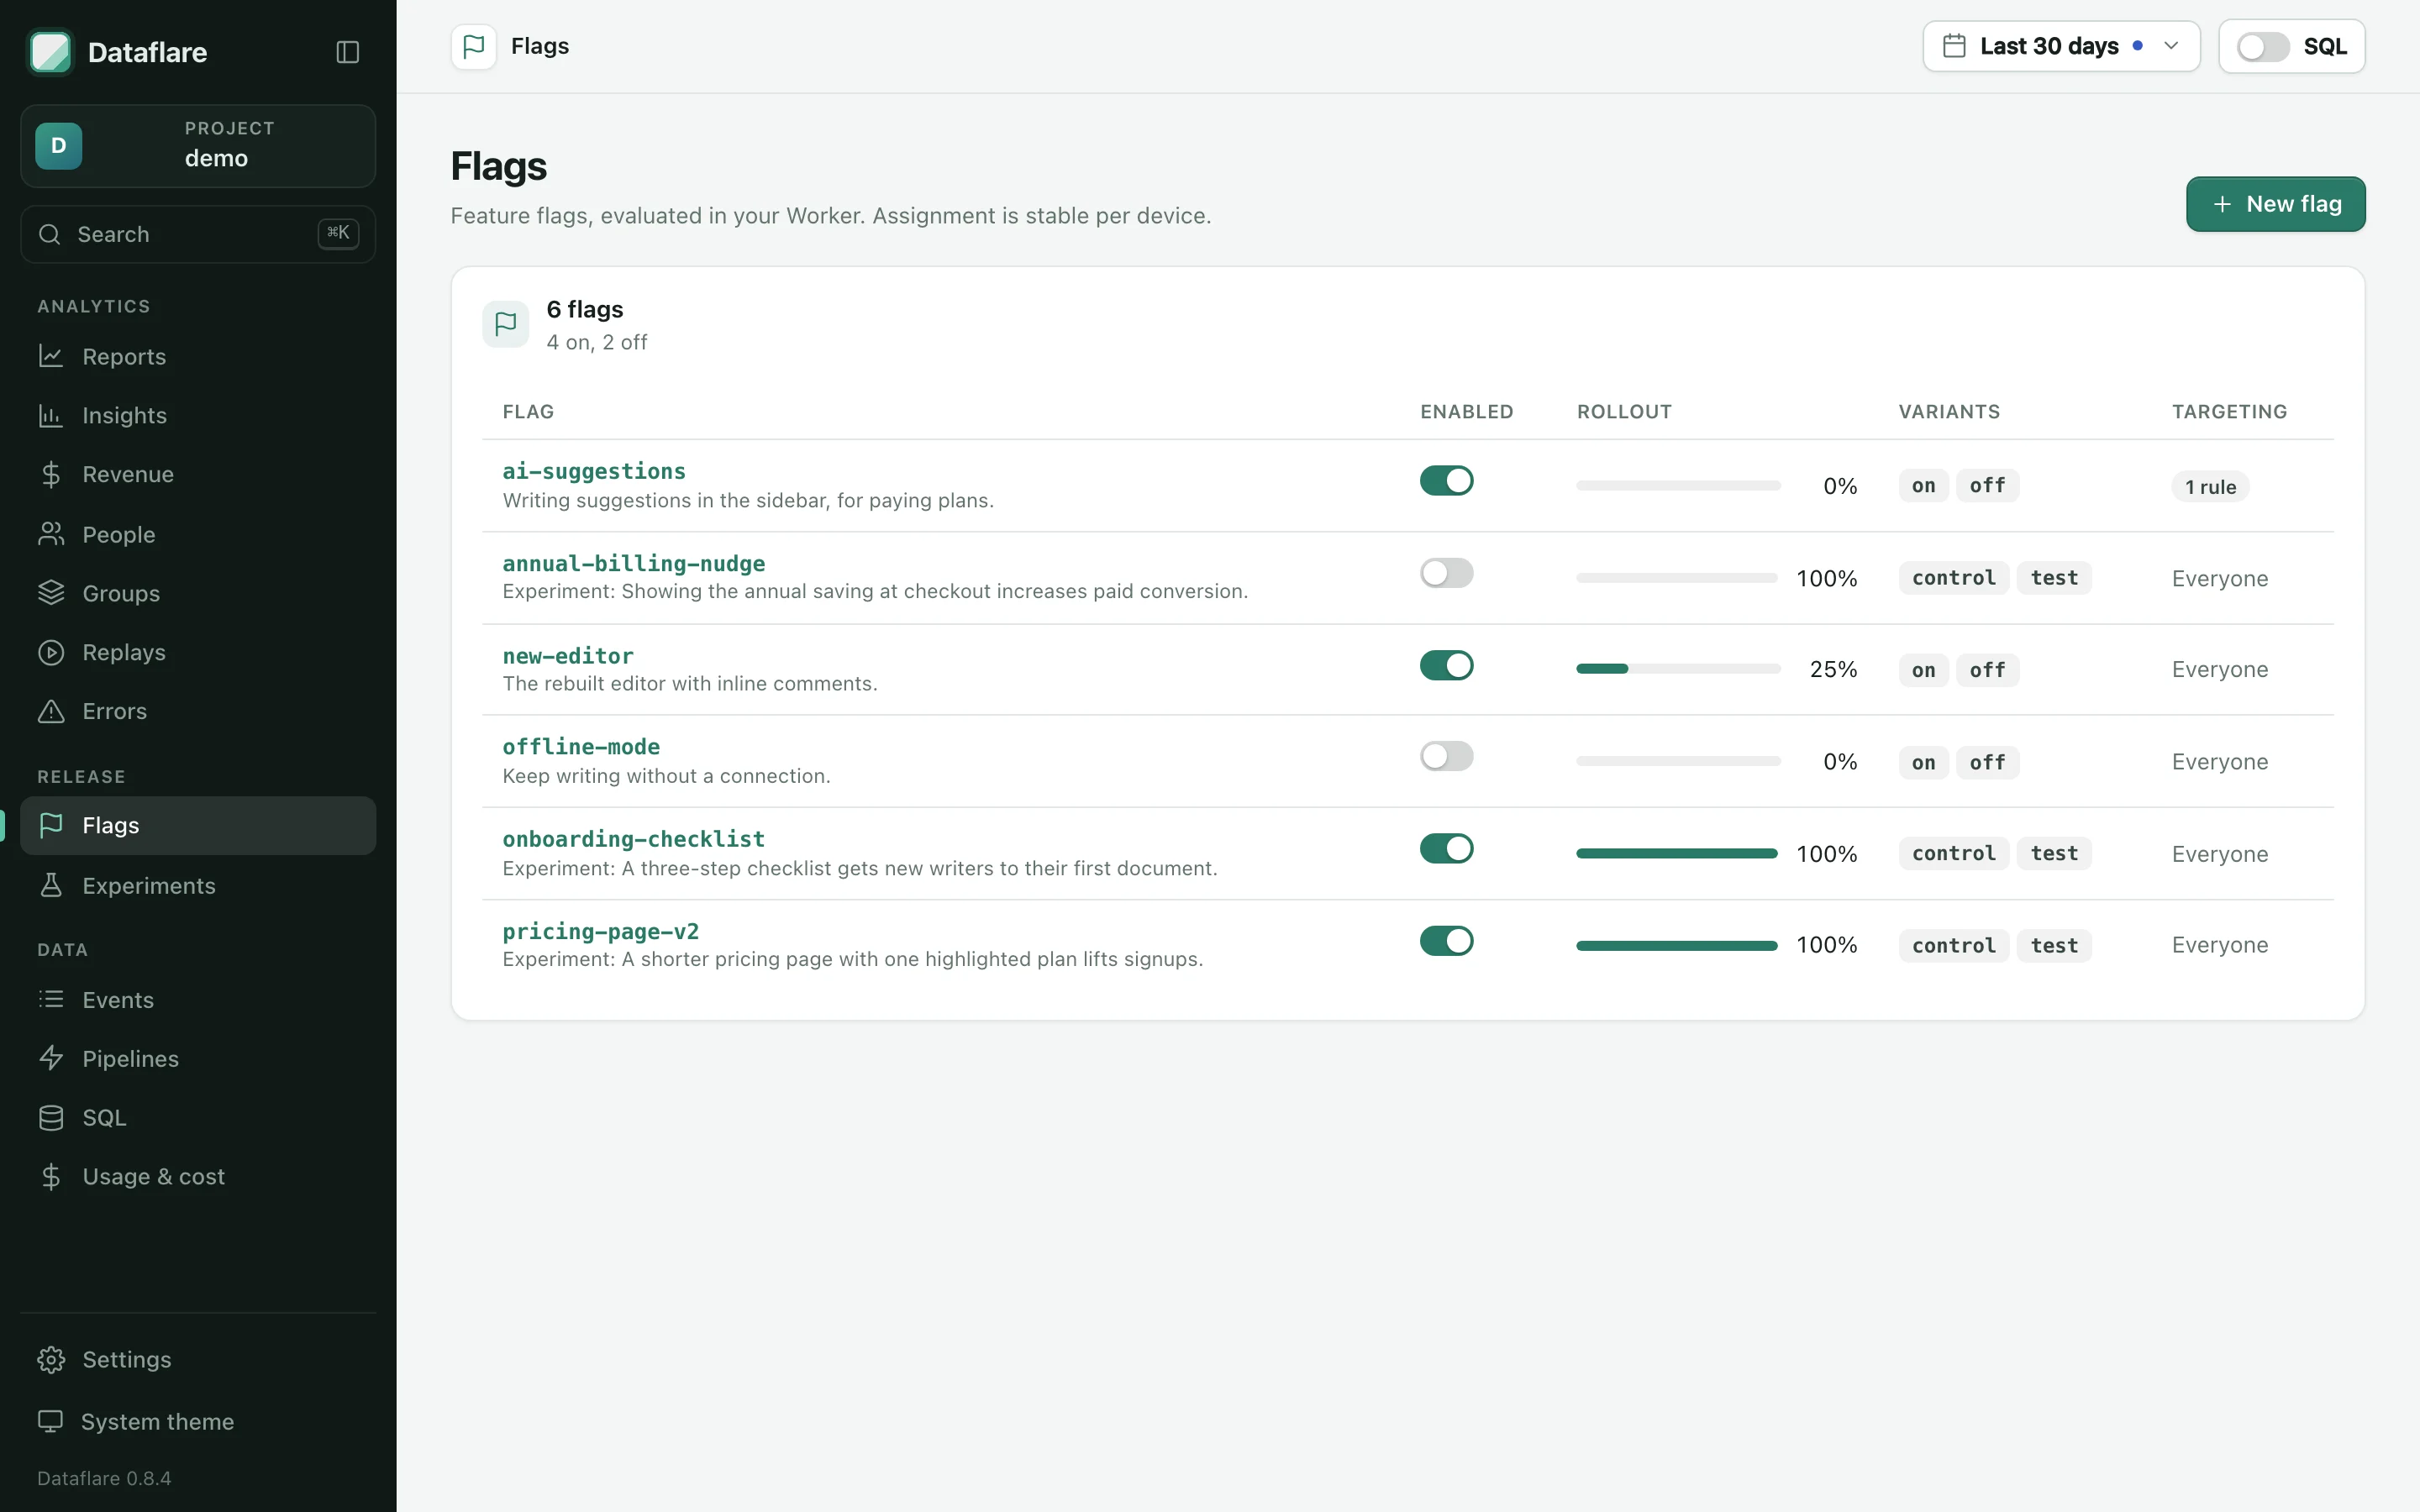 Dataflare
D
PROJECT
demo
Search
⌘K
ANALYTICS
Reports
Insights
Revenue
People
Groups
Replays
Errors
RELEASE
Flags
Experiments
DATA
Events
Pipelines
SQL
Usage & cost
Settings
System theme
Dataflare 0.8.4
Flags
Last 30 days
SQL
Flags
Feature flags, evaluated in your Worker. Assignment is stable per device.
New flag
6 flags
4 on, 2 off
FLAG ENABLED ROLLOUT VARIANTS TARGETING
ai-suggestions
Writing suggestions in the sidebar, for paying plans.
0% on off 1 rule
annual-billing-nudge
Experiment: Showing the annual saving at checkout increases paid conversion.
100% control test Everyone
new-editor
The rebuilt editor with inline comments.
25% on off Everyone
offline-mode
Keep writing without a connection.
0% on off Everyone
onboarding-checklist
Experiment: A three-step checklist gets new writers to their first document.
100% control test Everyone
pricing-page-v2
Experiment: A shorter pricing page with one highlighted plan lifts signups.
100% control test Everyone